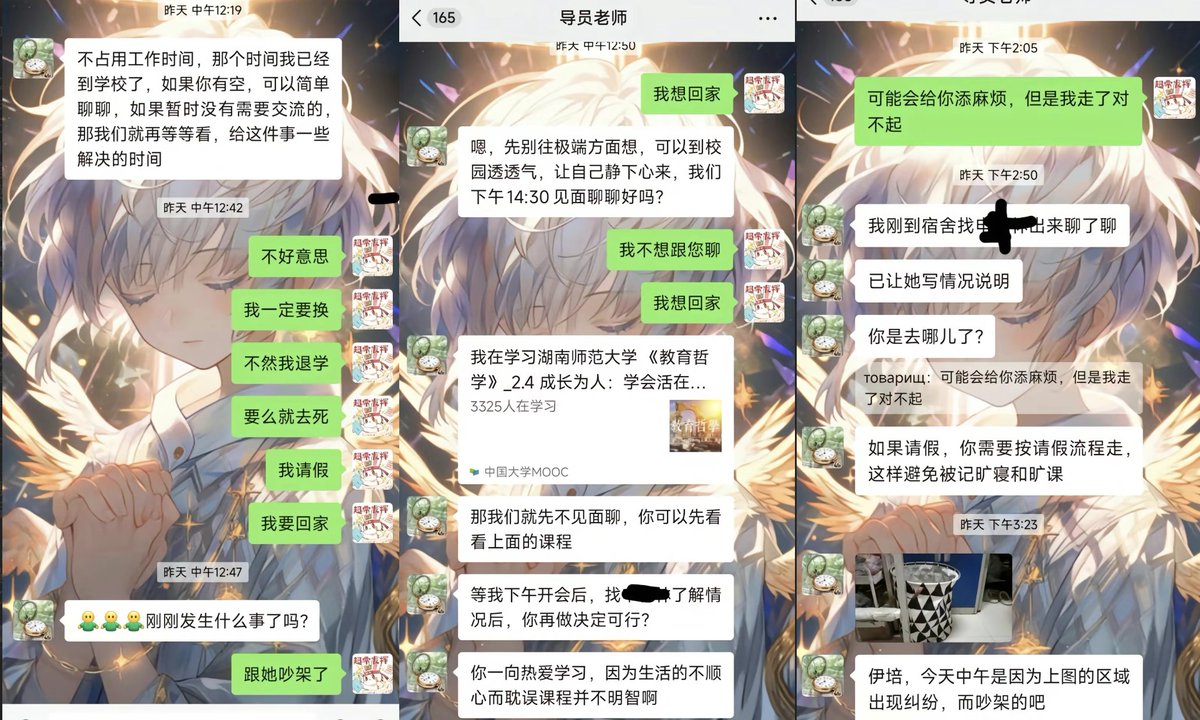 昨天 中午12:19
不占用工作时间，那个时间我已经
到学校了，如果你有空，可以简单
聊聊，如果暂时没有需要交流的，
那我们就再等等看，给这件事一些
解决的时间
昨天 中午12:42
不好意思
我一定要换
不然我退学
要么就去死
我请假
我要回家
昨天 中午12:47
刚刚发生什么事了吗？
跟她吵架了
165
导员老师
昨天 中午12:50
我想回家
嗯，先别往极端方面想，可以到校
园透透气，让自己静下心来，我们
下午14:30 见面聊聊好吗？
我不想跟您聊
我想回家
我在学习湖南师范大学 《教育哲
学》_2.4 成长为人：学会活在...
3325人在学习
教育哲學
中国大学MOOC
那我们就先不见面聊，你可以先看
看上面的课程
等我下午开会后，找
了解情
况后，你再做决定可行？
你一向热爱学习，因为生活的不顺
心而耽误课程并不明智啊
昨天 下午2:05
可能会给你添麻烦，但是我走了对
不起
昨天 下午2:50
我刚到宿舍找
出来聊了聊
已让她写情况说明
你是去哪儿了？
товарищ：可能会给你添麻烦，但是我走
了对不起
如果请假，你需要按请假流程走，
这样避免被记旷寝和旷课
昨天 下午3:23
伊培，今天中午是因为上图的区域
出现纠纷，而吵架的吧